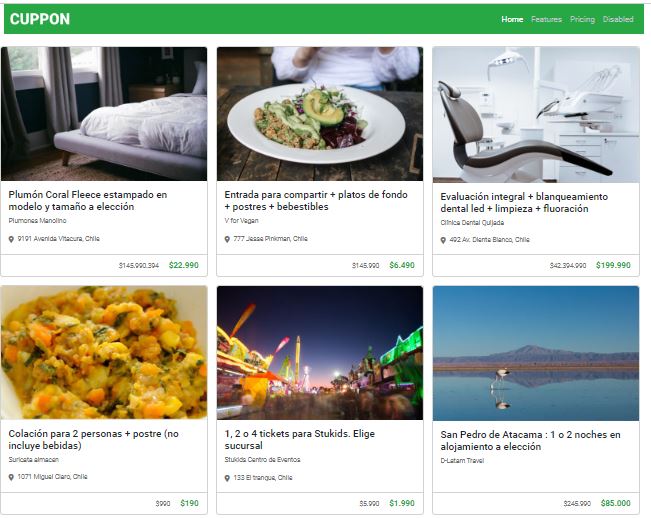 CUPPON
Home Features Pricing Disabled
Plumón Coral Fleece estampado en
modelo y tamaño a elección
Plumones Manolino
9191 Avenida Vitacura, Chile
$145.990.394 $22.990
Entrada para compartir + platos de fondo
+ postres + bebestibles
V for Vegan
777 Jesse Pinkman, Chile
$145.990 $6.490
Evaluación integral + blanqueamiento
dental led + limpieza + fluoración
Clínica Dental Quijada
492 Av. Diente Blanco, Chile
$42.394.990 $199.990
Colación para 2 personas + postre (no
incluye bebidas)
Suricata almacen
1071 Miguel Claro, Chile
$990 $190
1, 2 o 4 tickets para Stukids. Elige
sucursal
Stukids Centro de Eventos
133 El tranque, Chile
$5.990 $1.990
San Pedro de Atacama : 1 o 2 noches en
alojamiento a elección
D-Latam Travel
$245.990 $85.000